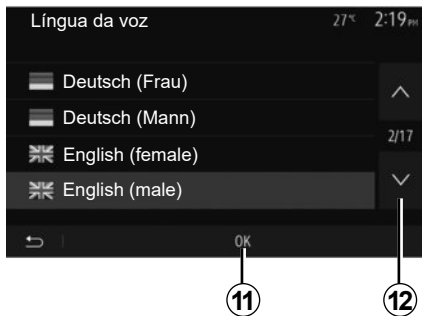 Língua da voz 27℃ 2:19PM
Deutsch (Frau)
Deutsch (Mann)
2/17
English (female)
English (male)
OK
11 12